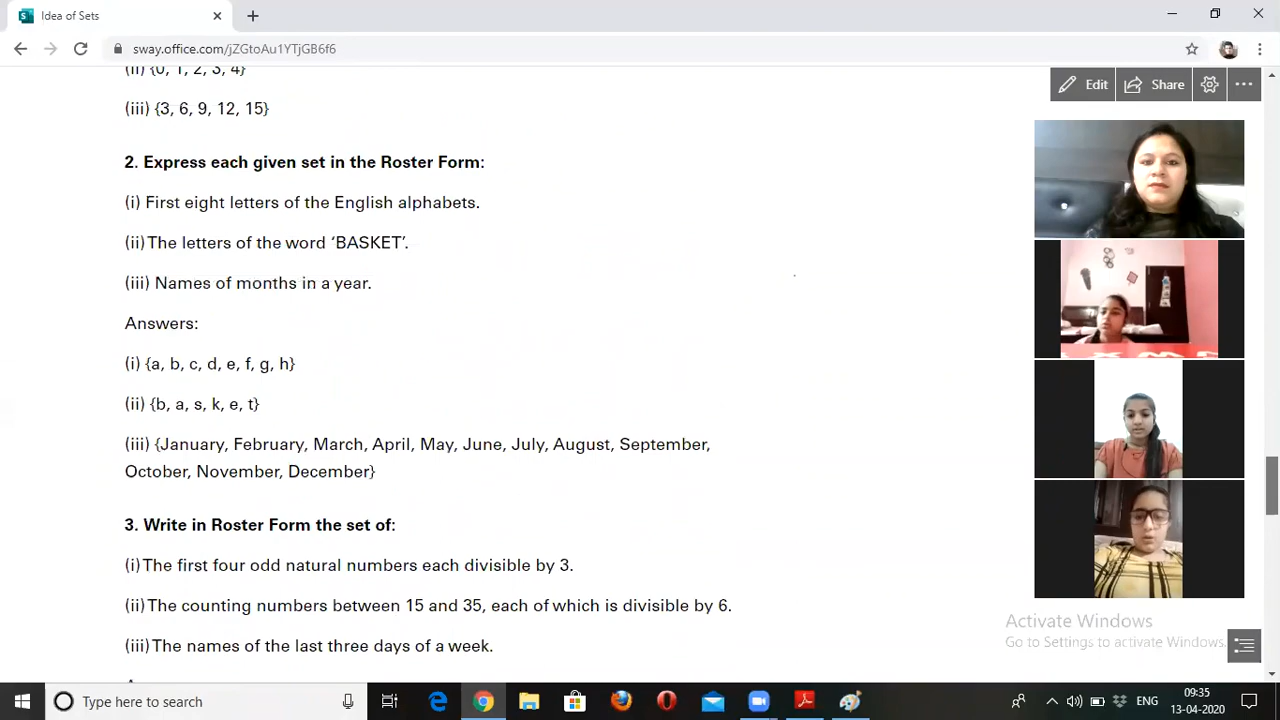 Idea of Sets
sway.office.com/jZGtoAu1YTjGB6f6
Edit
Share
(ii) {0, 1, 2, 3, 4}
(iii) {3, 6, 9, 12, 15}
2. Express each given set in the Roster Form:
(i) First eight letters of the English alphabets.
(ii) The letters of the word ‘BASKET’.
(iii) Names of months in a year.
Answers:
(i) {a, b, c, d, e, f, g, h}
(ii) {b, a, s, k, e, t}
(iii) {January, February, March, April, May, June, July, August, September,
October, November, December}
3. Write in Roster Form the set of:
(i) The first four odd natural numbers each divisible by 3.
(ii) The counting numbers between 15 and 35, each of which is divisible by 6.
(iii) The names of the last three days of a week.
Activate Windows
Go to Settings to activate Windows.
Type here to search
ENG
09:35
13-04-2020